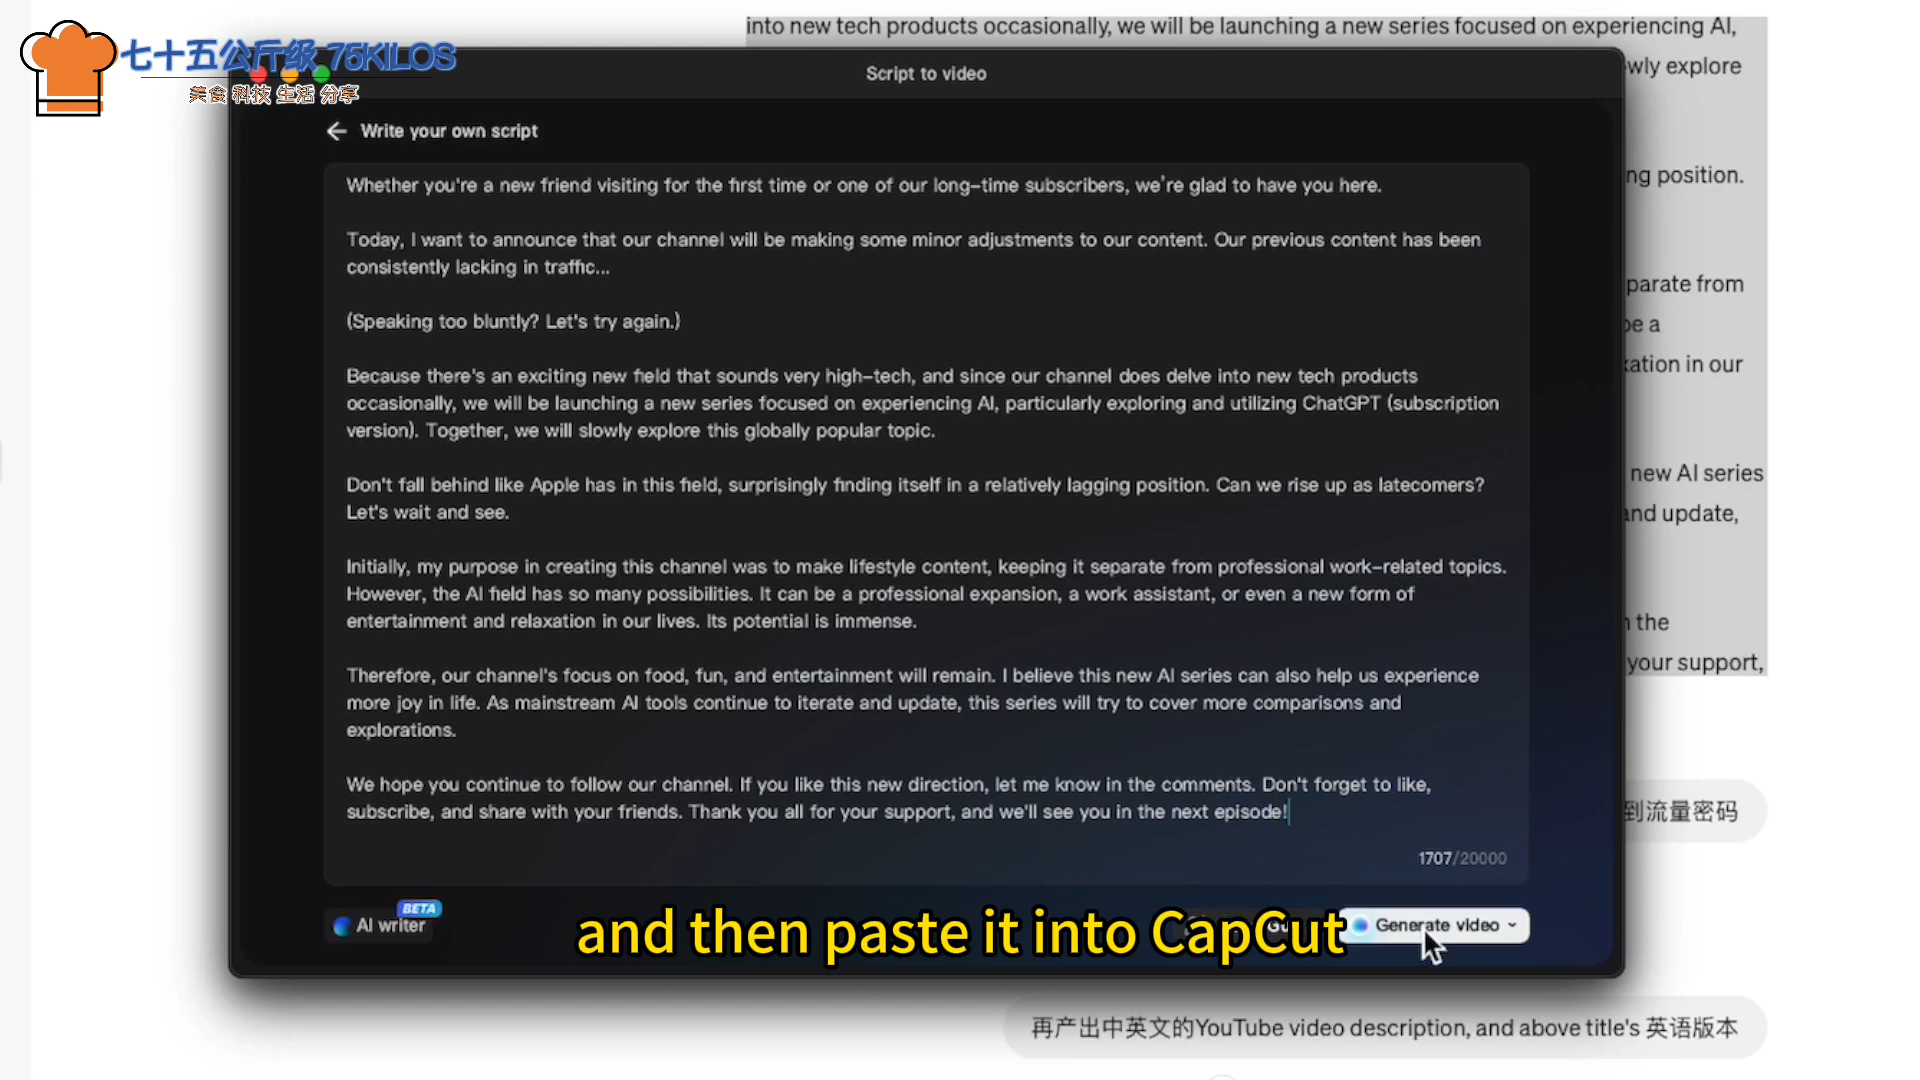 into new tech products occasionally, we will be launching a new series focused on experiencing AI,
七十五公斤级 75KILOS
美食 科技 生活 分享
Script to video
wly explore
Write your own script
ng position.
Whether you're a new friend visiting for the first time or one of our long-time subscribers, we're glad to have you here.
Today, I want to announce that our channel will be making some minor adjustments to our content. Our previous content has been
consistently lacking in traffic...
parate from
(Speaking too bluntly? Let's try again.)
be a
xation in our
Because there's an exciting new field that sounds very high-tech, and since our channel does delve into new tech products
occasionally, we will be launching a new series focused on experiencing AI, particularly exploring and utilizing ChatGPT (subscription
version). Together, we will slowly explore this globally popular topic.
new AI series
Don't fall behind like Apple has in this field, surprisingly finding itself in a relatively lagging position. Can we rise up as latecomers?
Let's wait and see.
and update,
Initially, my purpose in creating this channel was to make lifestyle content, keeping it separate from professional work-related topics.
However, the AI field has so many possibilities. It can be a professional expansion, a work assistant, or even a new form of
entertainment and relaxation in our lives. Its potential is immense.
n the
your support,
Therefore, our channel's focus on food, fun, and entertainment will remain. I believe this new AI series can also help us experience
more joy in life. As mainstream AI tools continue to iterate and update, this series will try to cover more comparisons and
explorations.
We hope you continue to follow our channel. If you like this new direction, let me know in the comments. Don't forget to like,
subscribe, and share with your friends. Thank you all for your support, and we'll see you in the next episode!
到流量密码
1707/20000
BETA
AI writer
Generate video
and then paste it into CapCut
再产出中英文的YouTube video description, and above title's 英语版本